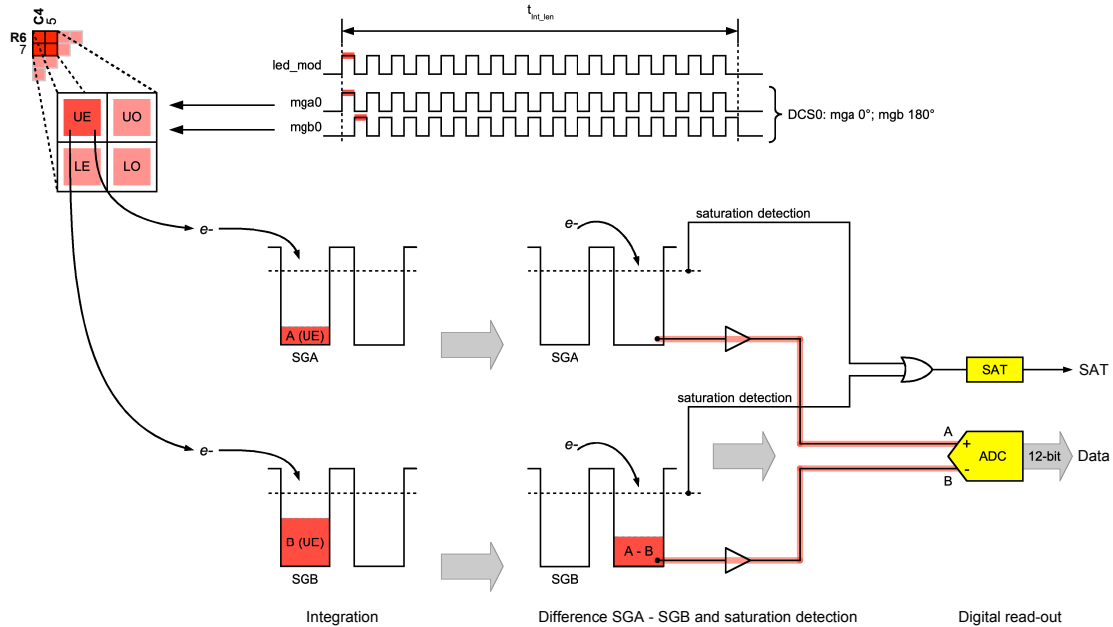 C4
5
R6
7
t_int_len
led_mod
mga0
mgb0
DCS0: mga 0°; mgb 180°
UE
UO
LE
LO
e-
e-
saturation detection
A (UE)
SGA
SGA
SAT
SAT
saturation detection
e-
e-
A
+
ADC
12-bit
Data
-
B
B (UE)
A - B
SGB
SGB
Integration
Difference SGA - SGB and saturation detection
Digital read-out